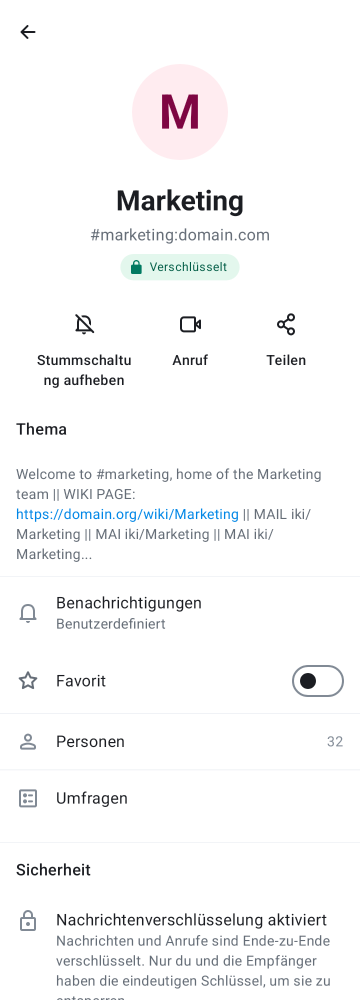 M
Marketing
#marketing:domain.com
Verschlüsselt
Stummschaltu
ng aufheben
Anruf
Teilen
Thema
Welcome to #marketing, home of the Marketing
team || WIKI PAGE:
https://domain.org/wiki/Marketing || MAIL iki/
Marketing || MAI iki/Marketing || MAI iki/
Marketing...
Benachrichtigungen
Benutzerdefiniert
Favorit
Personen 32
Umfragen
Sicherheit
Nachrichtenverschlüsselung aktiviert
Nachrichten und Anrufe sind Ende-zu-Ende
verschlüsselt. Nur du und die Empfänger
haben die eindeutigen Schlüssel, um sie zu